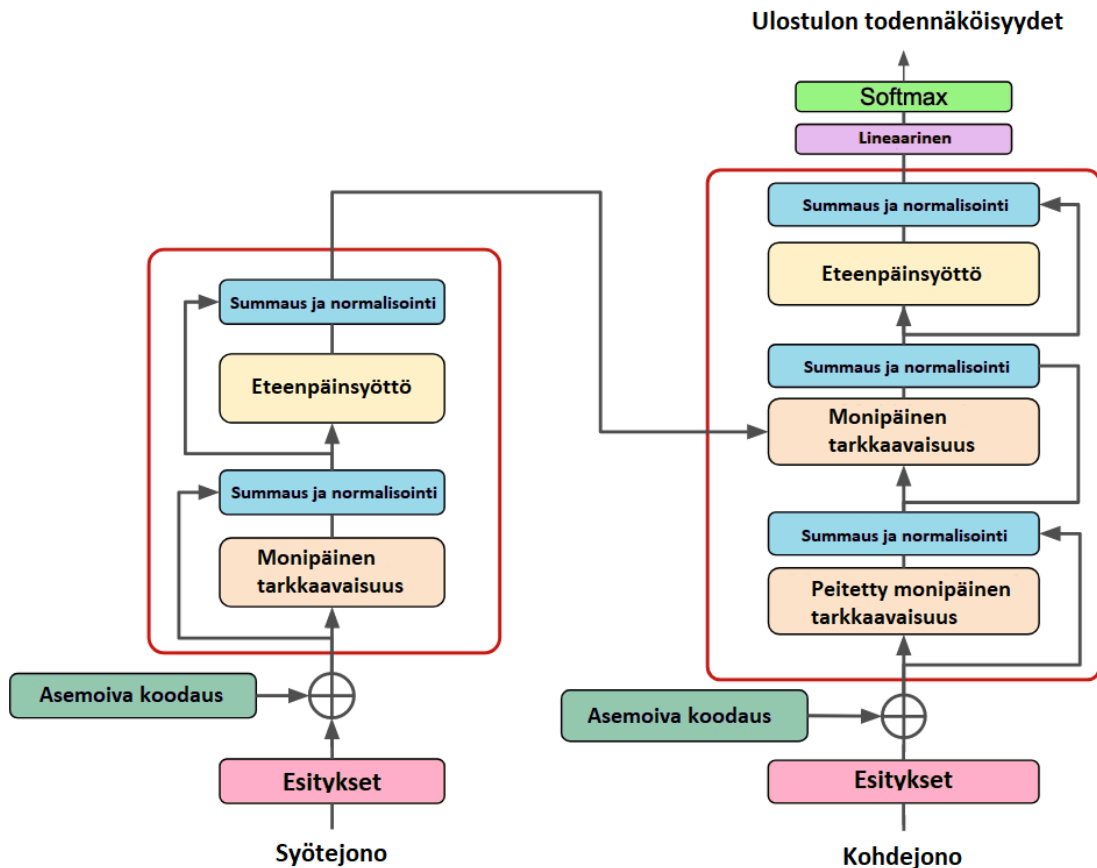 Ulostulon todennäköisyydet
Softmax
Lineaarinen
Summaus ja normalisointi
Eteenpäinsyöttö
Summaus ja normalisointi
Monipäinen
tarkkaavaisuus
Summaus ja normalisointi
Peitetty monipäinen
tarkkaavaisuus
Asemoiva koodaus
Esitykset
Kohdejono
Summaus ja normalisointi
Eteenpäinsyöttö
Summaus ja normalisointi
Monipäinen
tarkkaavaisuus
Asemoiva koodaus
Esitykset
Syötejono